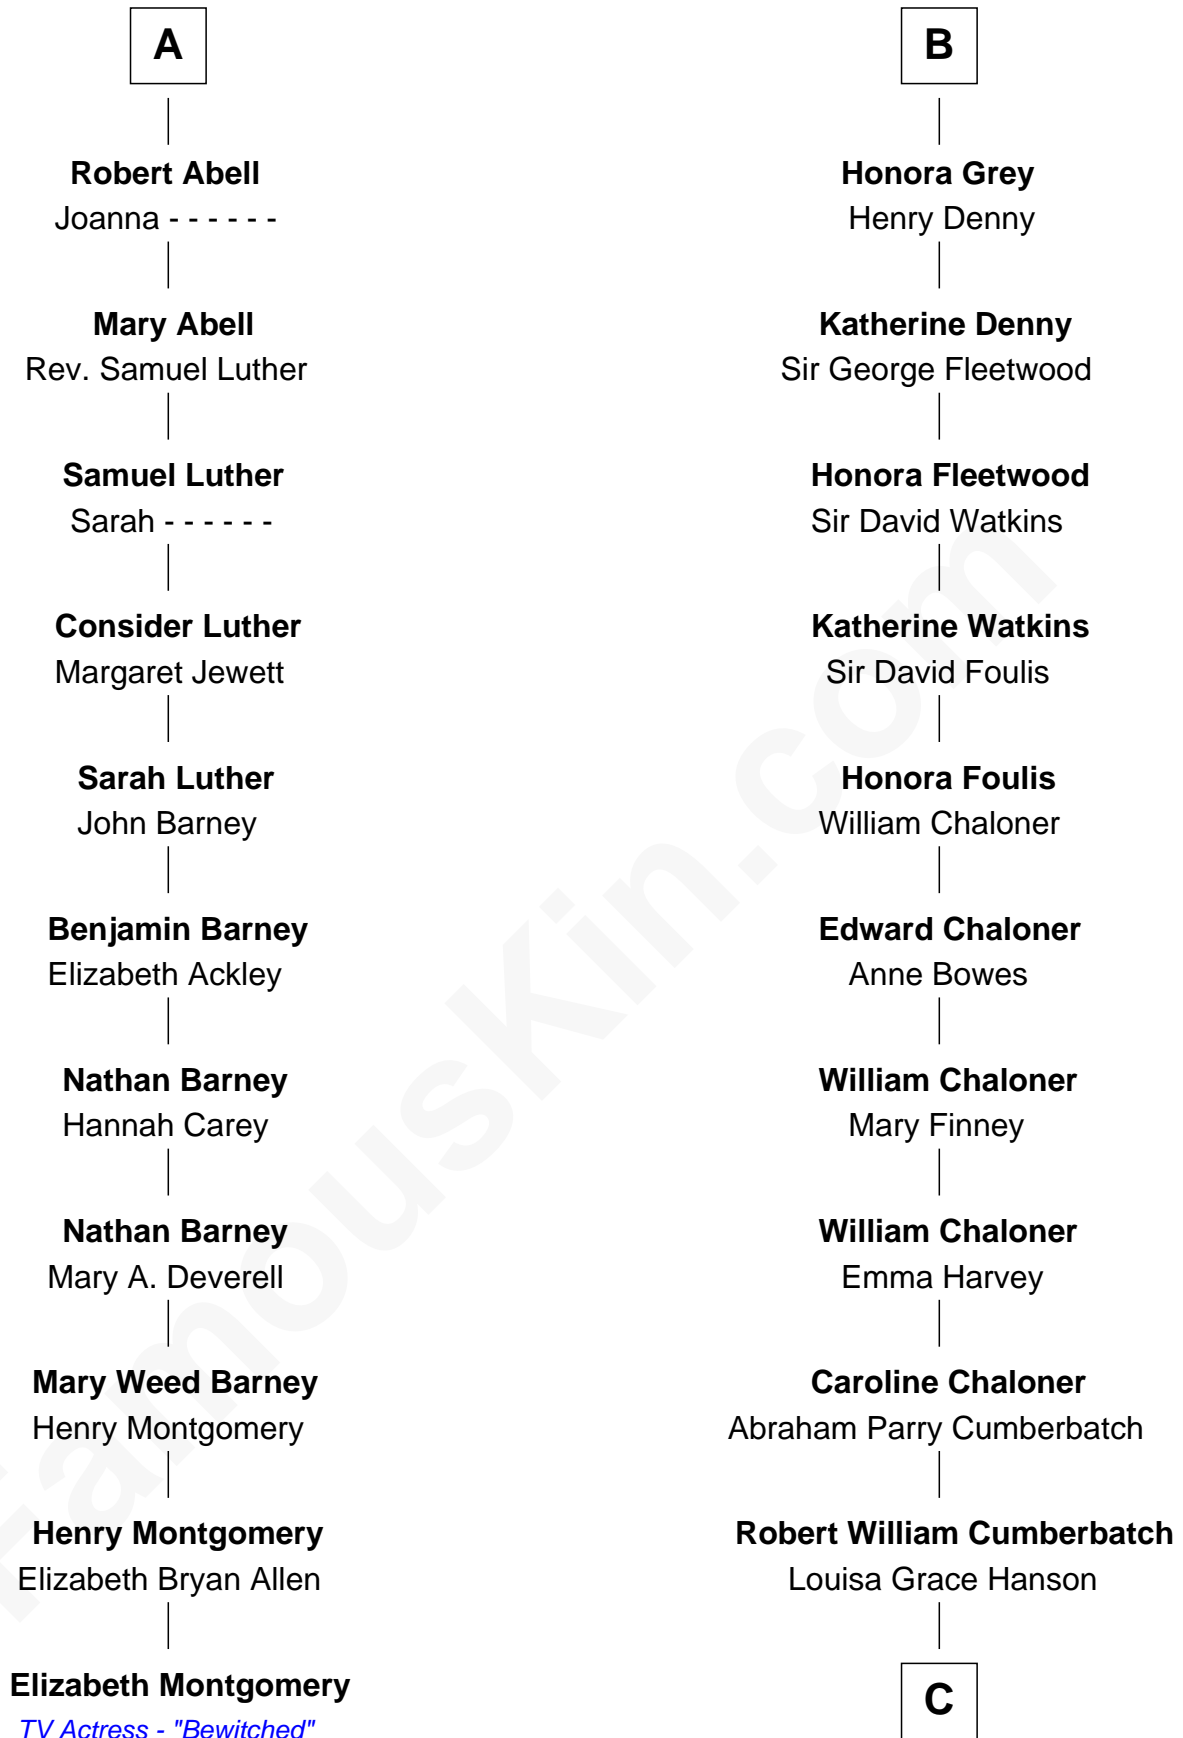 A
Robert Abell
Joanna - - - - - -
Mary Abell
Rev. Samuel Luther
Samuel Luther
Sarah - - - - - -
Consider Luther
Margaret Jewett
Sarah Luther
John Barney
Benjamin Barney
Elizabeth Ackley
Nathan Barney
Hannah Carey
Nathan Barney
Mary A. Deverell
Mary Weed Barney
Henry Montgomery
Henry Montgomery
Elizabeth Bryan Allen
Elizabeth Montgomery
TV Actress - "Bewitched"
B
Honora Grey
Henry Denny
Katherine Denny
Sir George Fleetwood
Honora Fleetwood
Sir David Watkins
Katherine Watkins
Sir David Foulis
Honora Foulis
William Chaloner
Edward Chaloner
Anne Bowes
William Chaloner
Mary Finney
William Chaloner
Emma Harvey
Caroline Chaloner
Abraham Parry Cumberbatch
Robert William Cumberbatch
Louisa Grace Hanson
C
FamousKin.com